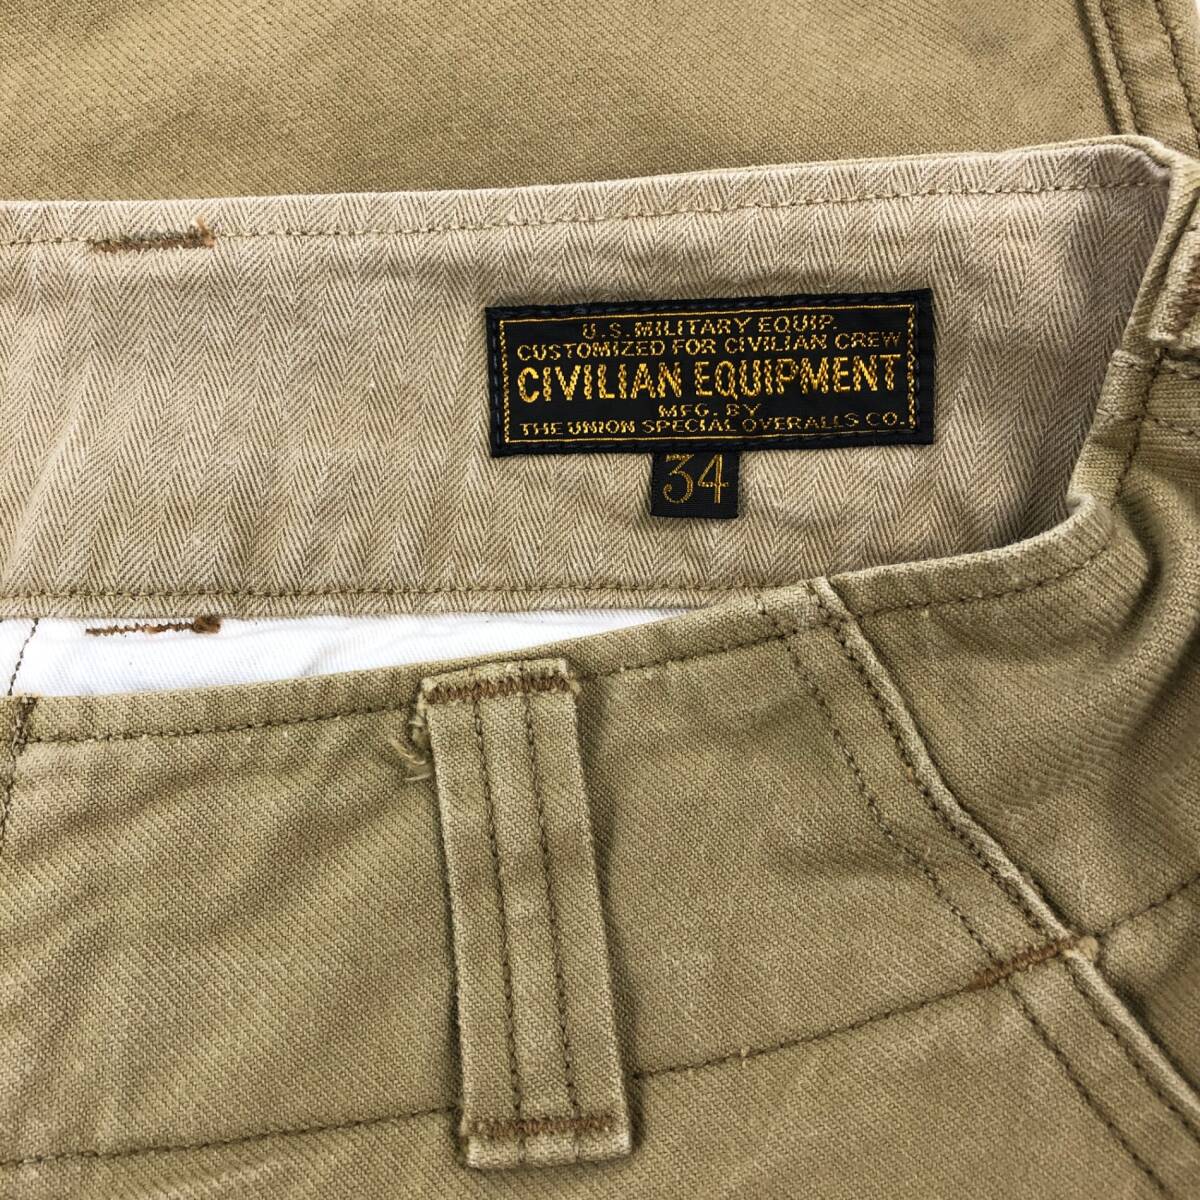 U.S. MILITARY EQUIP.
CUSTOMIZED FOR CIVILIAN CREW
CIVILIAN EQUIPMENT
MFG. BY
THE UNION SPECIAL OVERALLS CO.
34